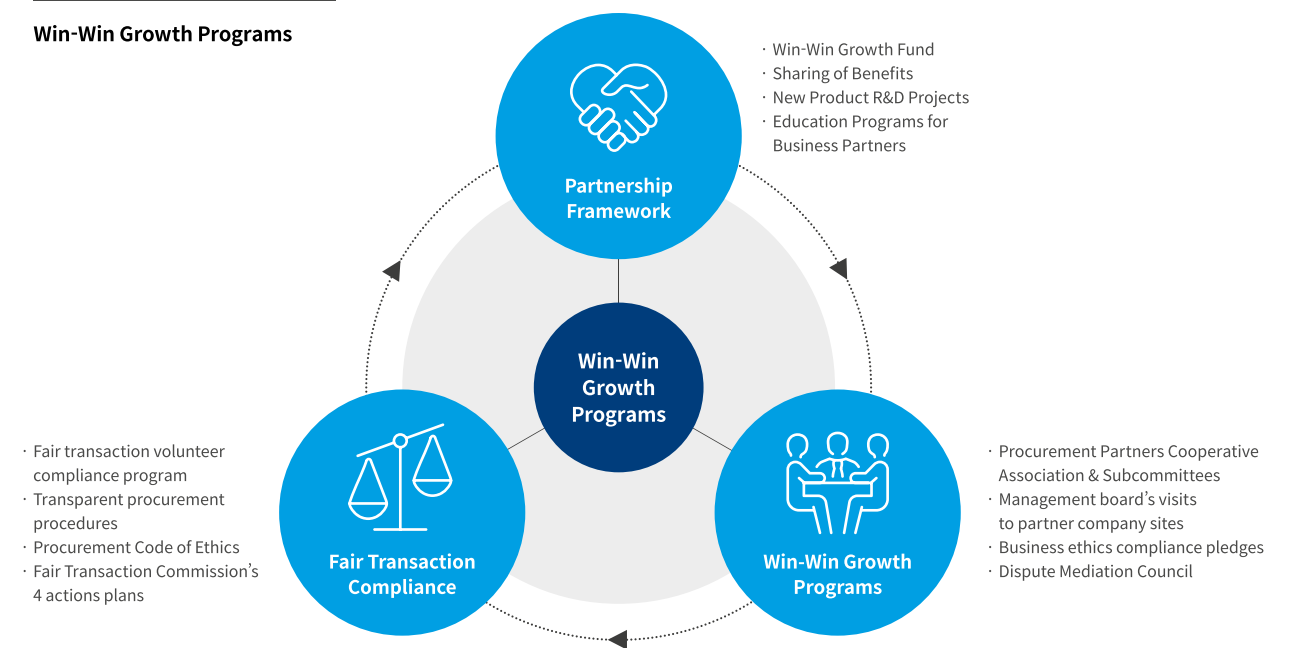 Win-Win Growth Programs
· Win-Win Growth Fund
· Sharing of Benefits
· New Product R&D Projects
· Education Programs for
Business Partners
Partnership
Framework
Win-Win
Growth
Programs
· Fair transaction volunteer
compliance program
· Transparent procurement
procedures
· Procurement Code of Ethics
· Fair Transaction Commission’s
4 actions plans
Fair Transaction
Compliance
Win-Win Growth
Programs
· Procurement Partners Cooperative
Association & Subcommittees
· Management board’s visits
to partner company sites
· Business ethics compliance pledges
· Dispute Mediation Council